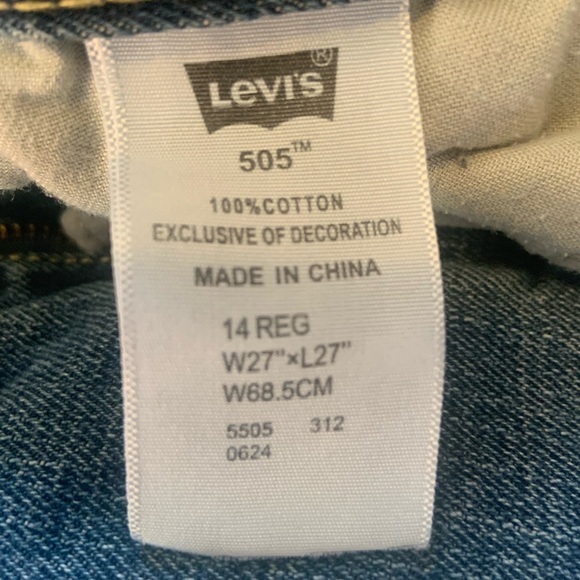 Levi's®
505™
100%COTTON
EXCLUSIVE OF DECORATION
MADE IN CHINA
14 REG
W27"×L27"
W68.5CM
5505 312
0624